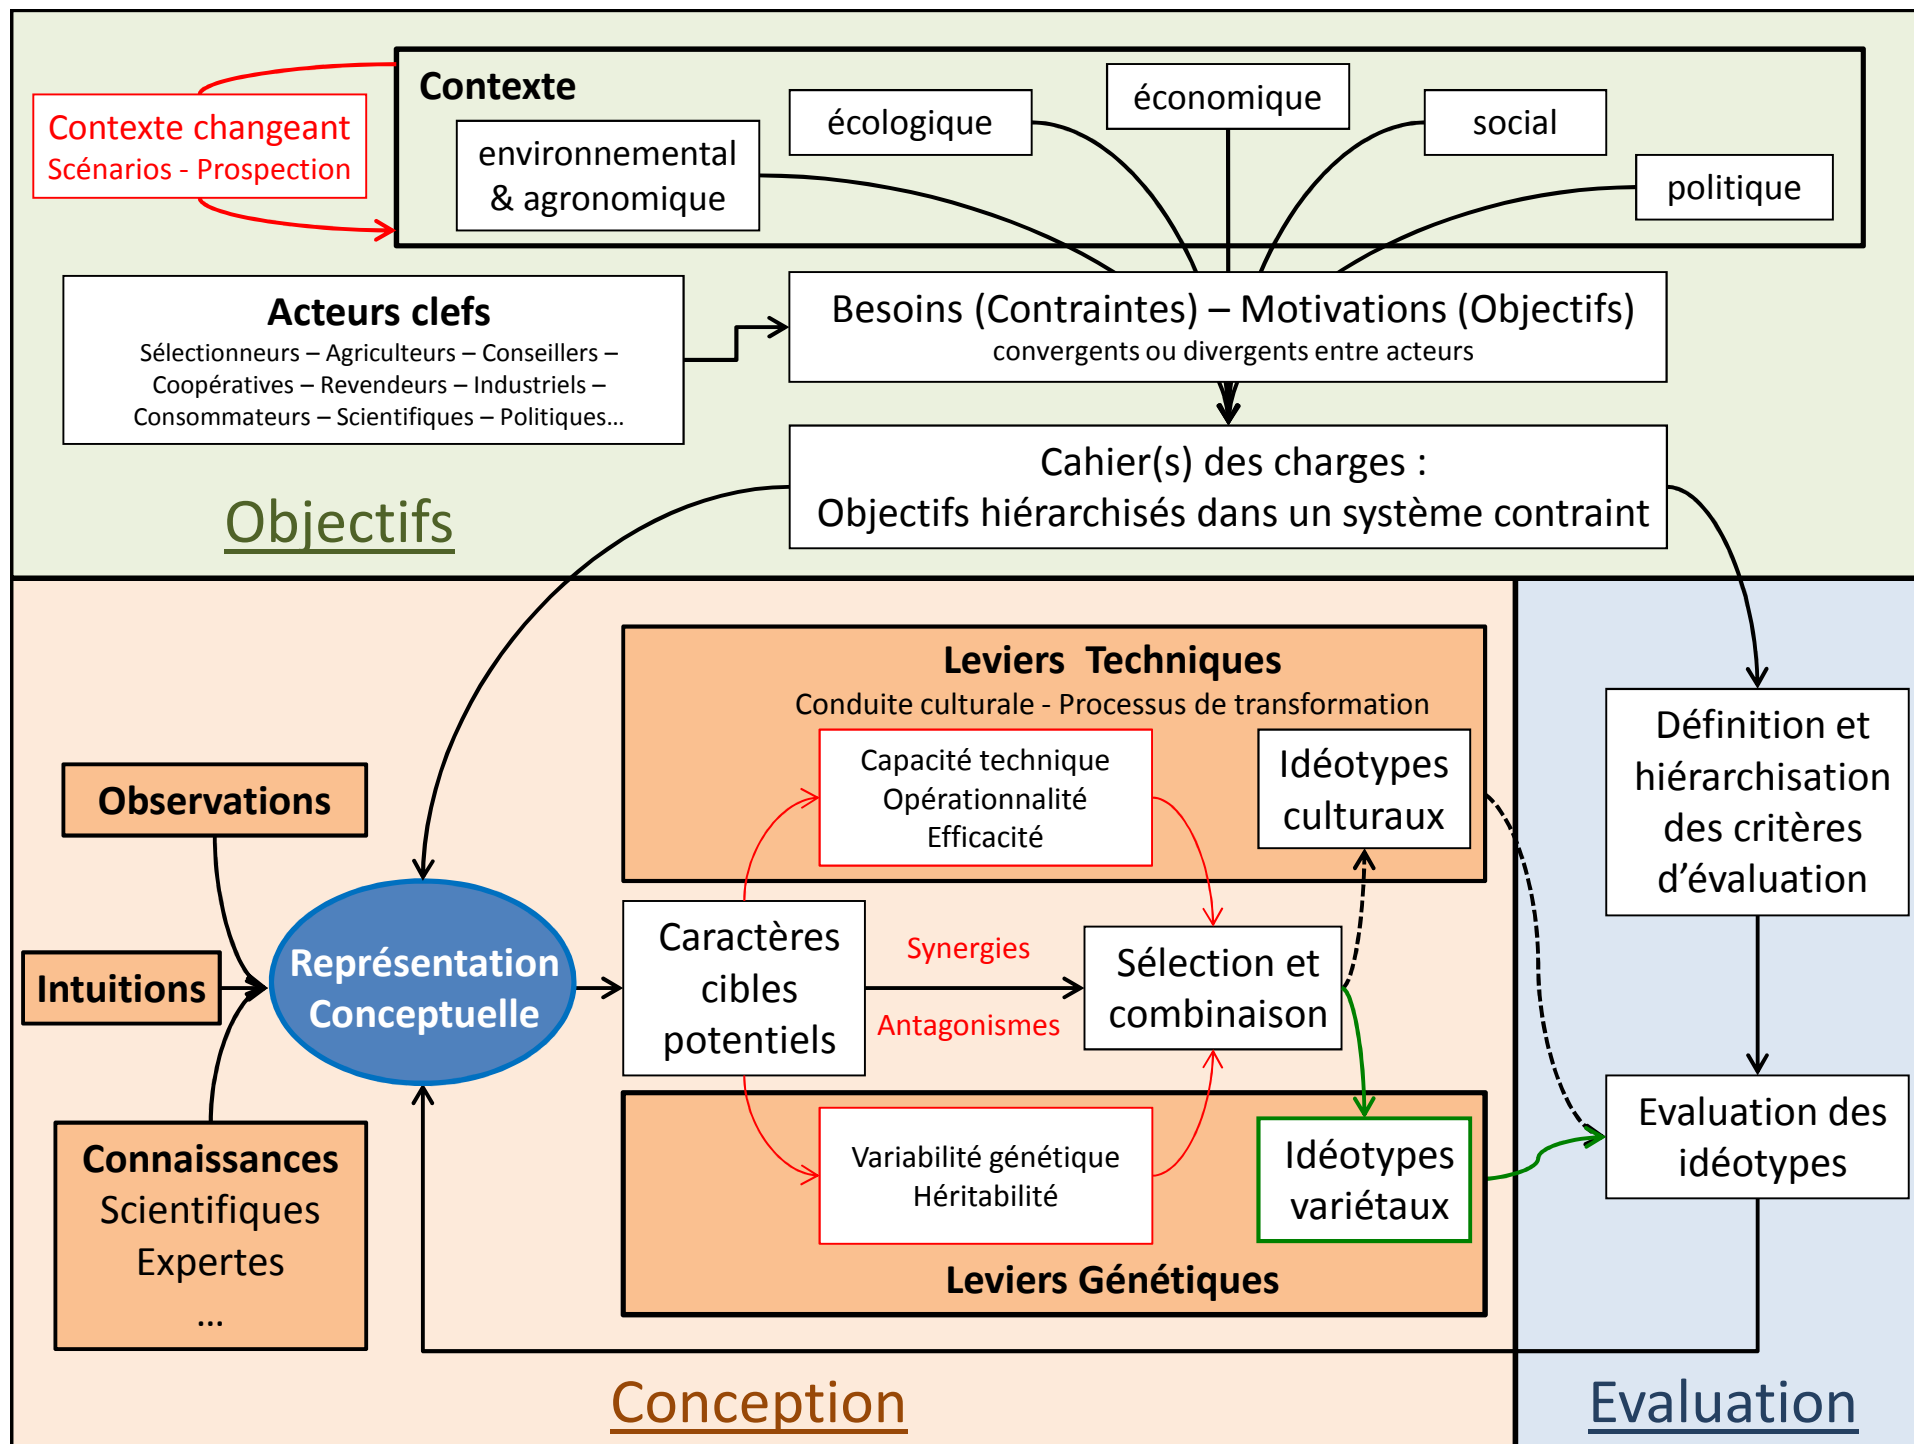 Contexte
Contexte changeant
Scénarios - Prospection
environnemental
& agronomique
écologique
économique
social
politique
Acteurs clefs
Sélectionneurs – Agriculteurs – Conseillers –
Coopératives – Revendeurs – Industriels –
Consommateurs – Scientifiques – Politiques…
Besoins (Contraintes) – Motivations (Objectifs)
convergents ou divergents entre acteurs
Cahier(s) des charges :
Objectifs hiérarchisés dans un système contraint
Objectifs
Observations
Intuitions
Connaissances
Scientifiques
Expertes
…
Représentation
Conceptuelle
Caractères
cibles
potentiels
Leviers  Techniques
Conduite culturale - Processus de transformation
Capacité technique
Opérationnalité
Efficacité
Idéotypes
culturaux
Synergies
Antagonismes
Sélection et
combinaison
Variabilité génétique
Héritabilité
Idéotypes
variétaux
Leviers Génétiques
Conception
Définition et
hiérarchisation
des critères
d'évaluation
Evaluation des
idéotypes
Evaluation